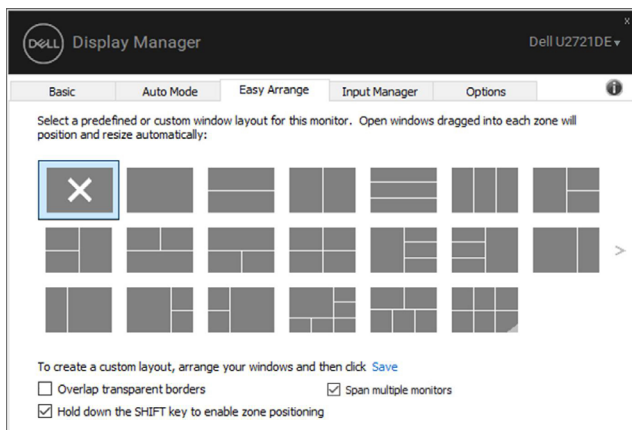 x
DELL Display Manager Dell U2721DE
Basic Auto Mode Easy Arrange Input Manager Options i
Select a predefined or custom window layout for this monitor. Open windows dragged into each zone will
position and resize automatically:
To create a custom layout, arrange your windows and then click Save
Overlap transparent borders Span multiple monitors
Hold down the SHIFT key to enable zone positioning